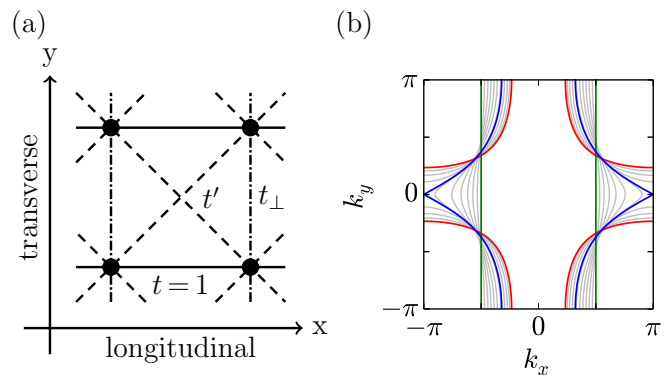 (a)
y
transverse
t′
t⊥
t = 1
x
longitudinal
(b)
π
0
−π
k_y
−π
0
π
k_x